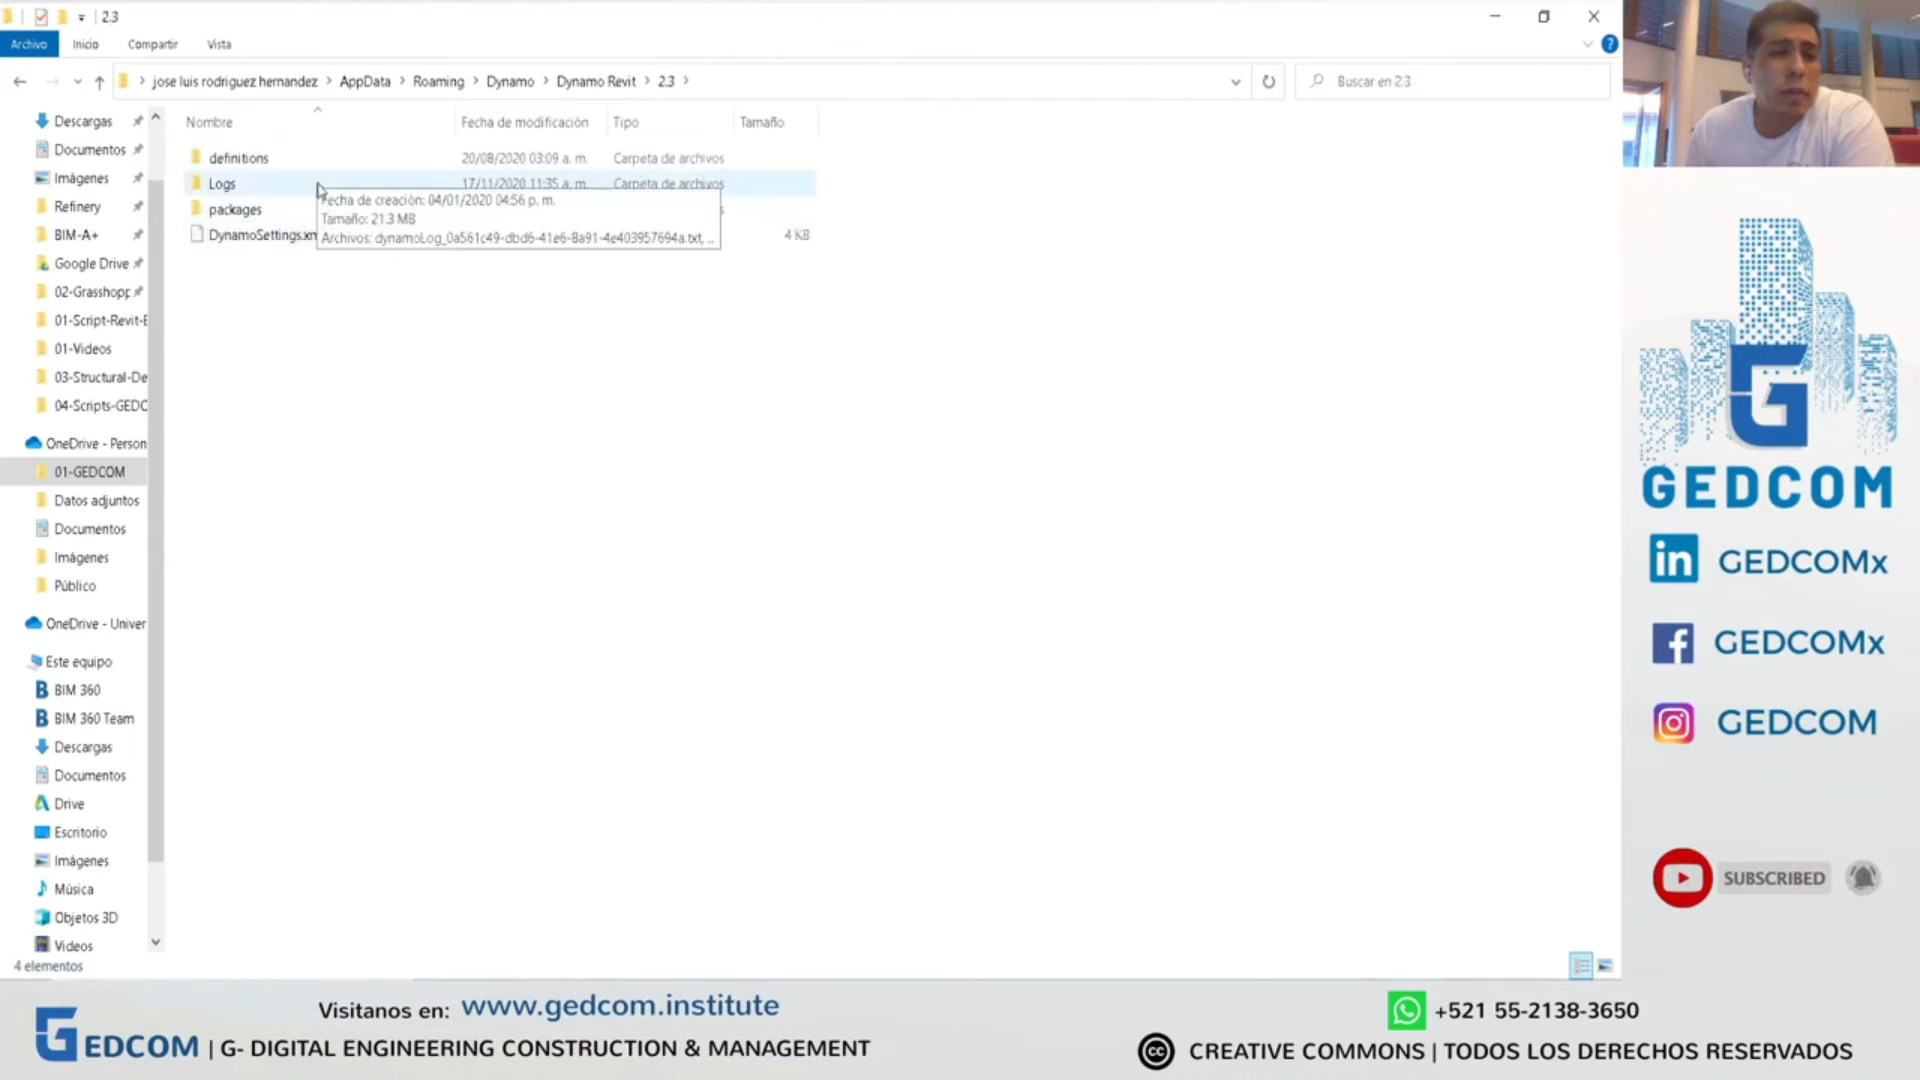 2.3
Archivo Inicio Compartir Vista
jose luis rodriguez hernandez > AppData > Roaming > Dynamo > Dynamo Revit > 2.3 >
Buscar en 2.3
Nombre Fecha de modificación Tipo Tamaño
definitions 20/08/2020 03:09 a. m. Carpeta de archivos
Logs 17/11/2020 11:35 a. m. Carpeta de archivos
packages
DynamoSettings.xm 4 KB
Fecha de creación: 04/01/2020 04:56 p. m.
Tamaño: 21.3 MB
Archivos: dynamoLog_0a561c49-dbd6-41e6-8a91-4e403957694a.txt, ..
Descargas
Documentos
Imágenes
Refinery
BIM-A+
Google Drive
02-Grasshopp
01-Script-Revit-E
01-Videos
03-Structural-De
04-Scripts-GEDC
OneDrive - Person
01-GEDCOM
Datos adjuntos
Documentos
Imágenes
Público
OneDrive - Univer
Este equipo
BIM 360
BIM 360 Team
Descargas
Documentos
Drive
Escritorio
Imágenes
Música
Objetos 3D
Videos
4 elementos
GEDCOM
in GEDCOMx
f GEDCOMx
GEDCOM
SUBSCRIBED
Visitanos en: www.gedcom.institute
GEDCOM | G- DIGITAL ENGINEERING CONSTRUCTION & MANAGEMENT
+521 55-2138-3650
cc CREATIVE COMMONS | TODOS LOS DERECHOS RESERVADOS